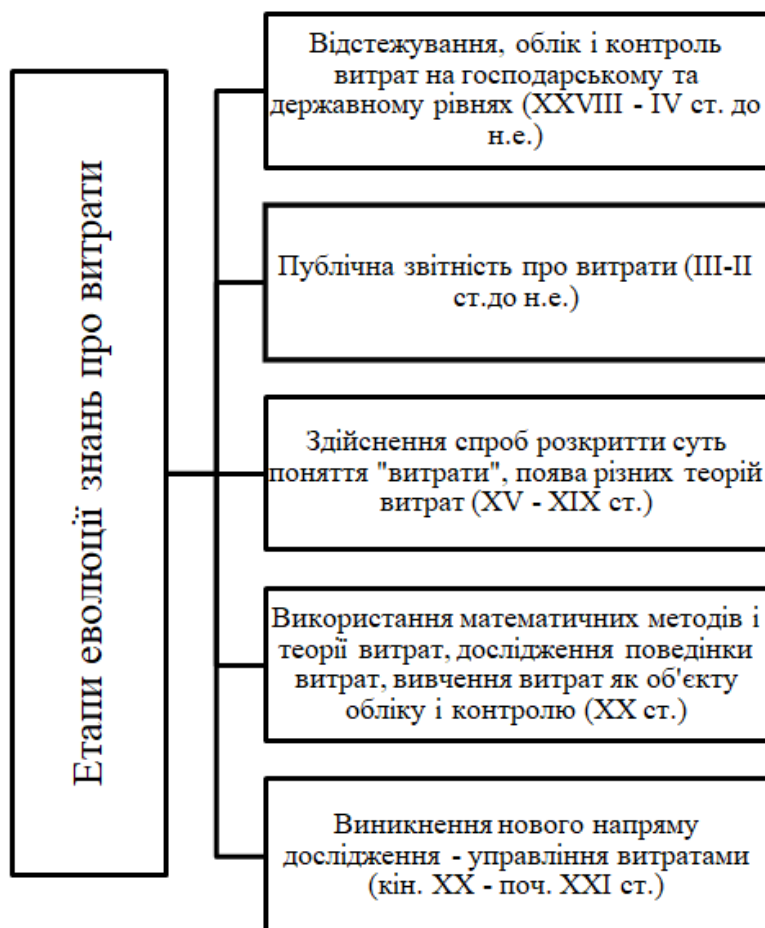 Етапи еволюції знань про витрати
Відстежування, облік і контроль
витрат на господарському та
державному рівнях (XXVIII - IV ст. до
н.е.)
Публічна звітність про витрати (III-II
ст.до н.е.)
Здійснення спроб розкритти суть
поняття "витрати", поява різних теорій
витрат (XV - XIX ст.)
Використання математичних методів і
теорії витрат, дослідження поведінки
витрат, вивчення витрат як об'єкту
обліку і контролю (XX ст.)
Виникнення нового напряму
дослідження - управління витратами
(кін. XX - поч. XXI ст.)